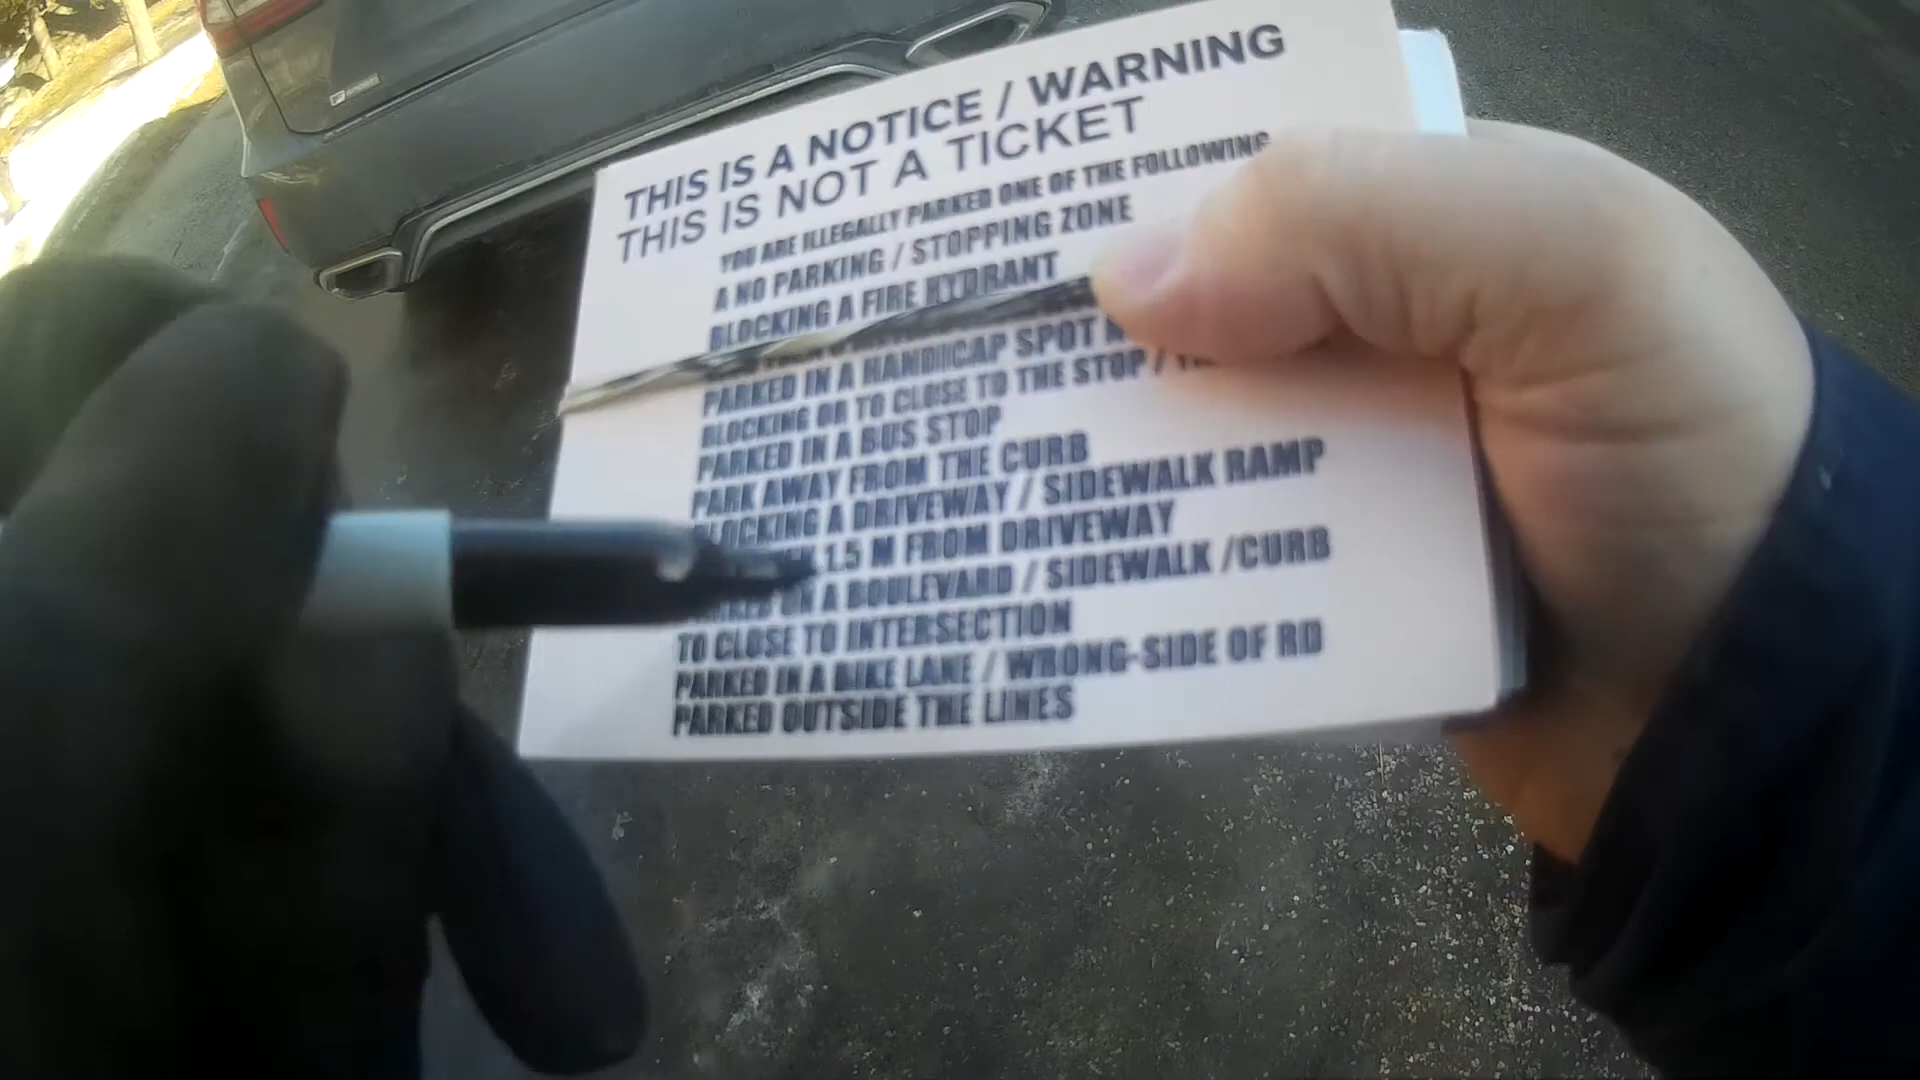 THIS IS A NOTICE / WARNING
THIS IS NOT A TICKET
YOU ARE ILLEGALLY PARKED ONE OF THE FOLLOWING
A NO PARKING / STOPPING ZONE
BLOCKING A FIRE HYDRANT
PARKED IN A HANDICAP SPOT
BLOCKING OR TO CLOSE TO THE STOP /
PARKED IN A BUS STOP
PARK AWAY FROM THE CURB
BLOCKING A DRIVEWAY / SIDEWALK RAMP
1.5 M FROM DRIVEWAY
PARKED ON A BOULEVARD / SIDEWALK /CURB
TO CLOSE TO INTERSECTION
PARKED IN A BIKE LANE / WRONG-SIDE OF RD
PARKED OUTSIDE THE LINES